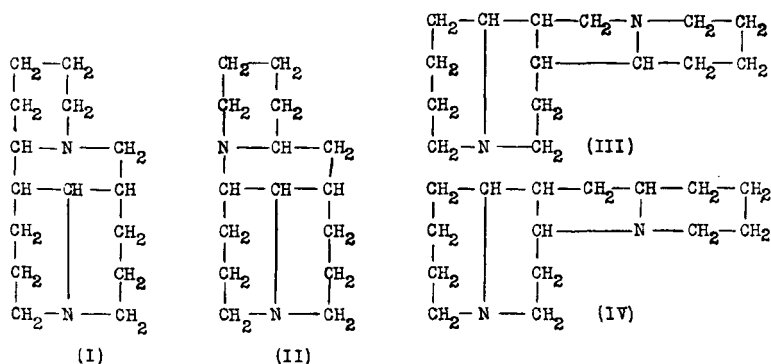 CH₂—CH₂
CH₂ CH₂
CH—N—CH₂
CH—CH—CH
CH₂ CH₂
CH₂ CH₂
CH₂—N—CH₂
(I)
CH₂—CH₂
CH₂ CH₂
N—CH—CH₂
CH—CH—CH
CH₂ CH₂
CH₂ CH₂
CH₂—N—CH₂
(II)
CH₂—CH—CH—CH₂—N—CH₂—CH₂
CH₂ CH—CH—CH₂—CH₂
CH₂ CH₂
CH₂—N—CH₂
(III)
CH₂—CH—CH—CH₂—CH—CH₂—CH₂
CH₂ CH—N—CH₂—CH₂
CH₂ CH₂
CH₂—N—CH₂
(IV)